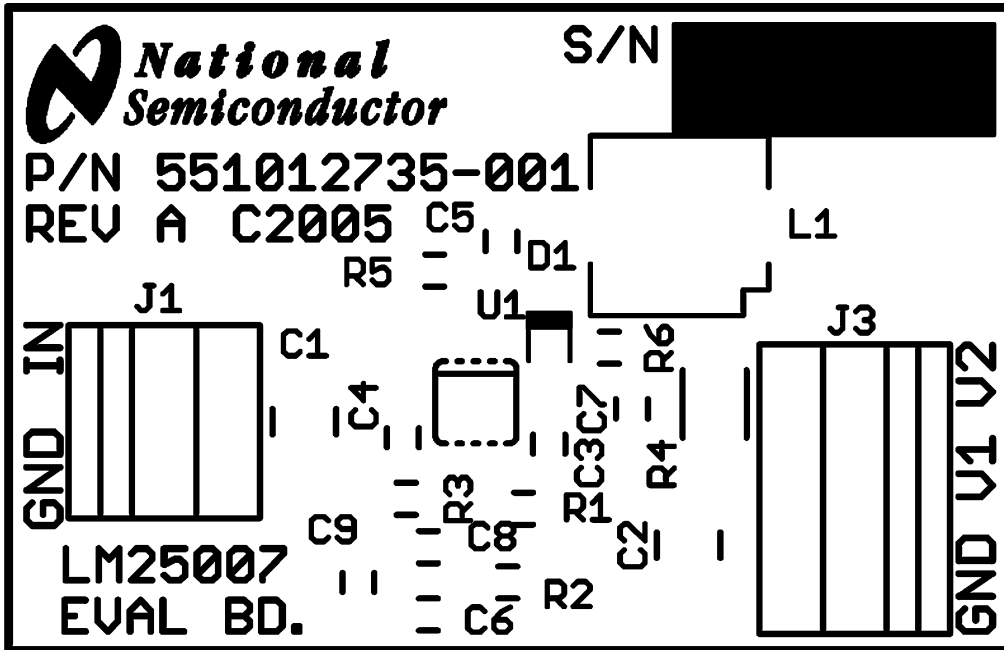 National
Semiconductor
S/N
P/N 551012735-001
REV A C2005
C5
D1
L1
R5
J1
U1
J3
C1
R6
IN
GND
C4
C7
V2
V1
GND
C3
R4
R3
R1
C9
C8
C2
LM25007
EVAL BD.
R2
C6